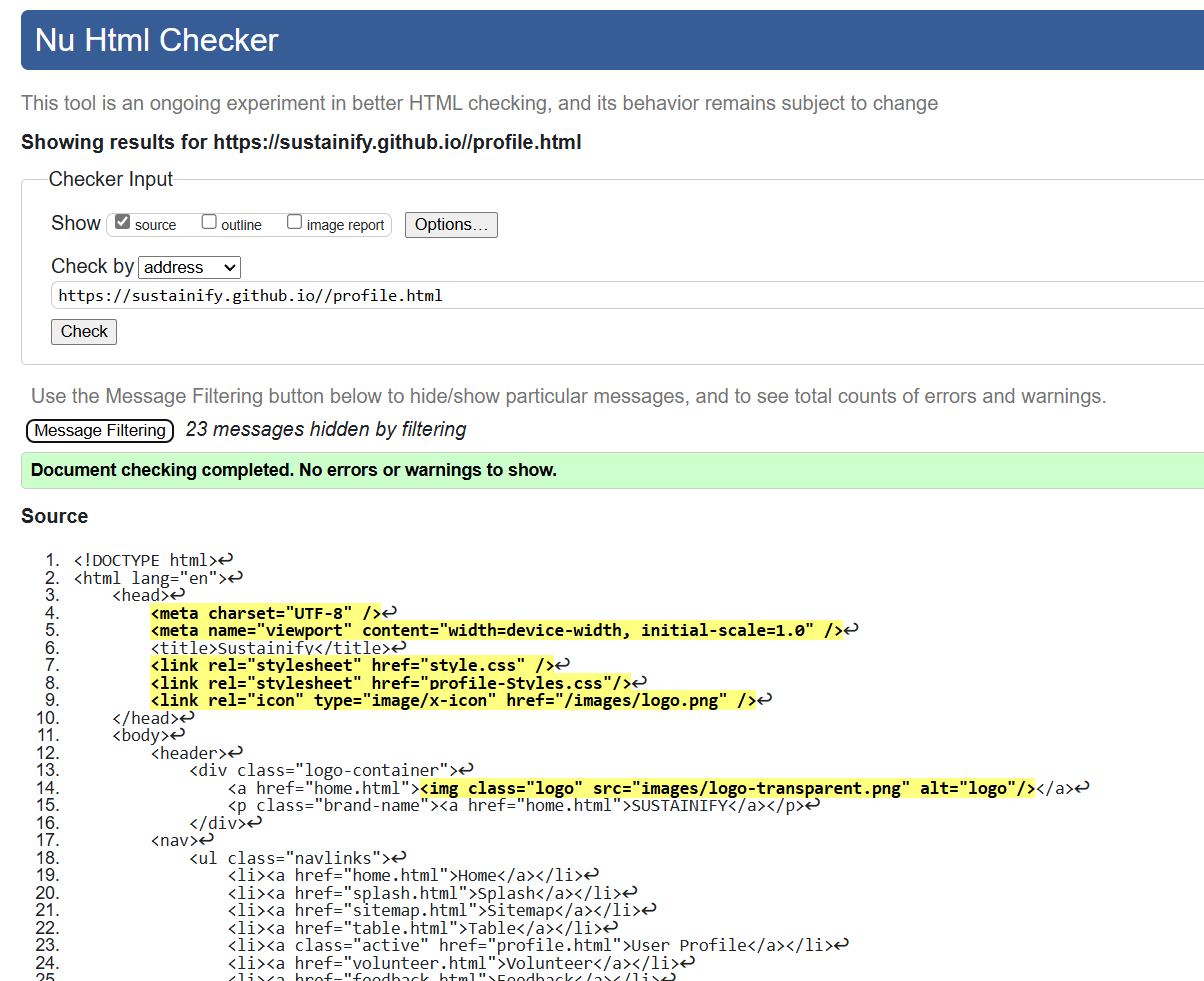 Nu Html Checker
This tool is an ongoing experiment in better HTML checking, and its behavior remains subject to change
Showing results for https://sustainify.github.io//profile.html
Checker Input
Show source outline image report Options...
Check by address
https://sustainify.github.io//profile.html
Check
Use the Message Filtering button below to hide/show particular messages, and to see total counts of errors and warnings.
Message Filtering 23 messages hidden by filtering
Document checking completed. No errors or warnings to show.
Source
1. <!DOCTYPE html>↩
2. <html lang="en">↩
3. <head>↩
4. <meta charset="UTF-8" />↩
5. <meta name="viewport" content="width=device-width, initial-scale=1.0" />↩
6. <title>Sustainify</title>↩
7. <link rel="stylesheet" href="style.css" />↩
8. <link rel="stylesheet" href="profile-Styles.css"/>↩
9. <link rel="icon" type="image/x-icon" href="/images/logo.png" />↩
10. </head>↩
11. <body>↩
12. <header>↩
13. <div class="logo-container">↩
14. <a href="home.html"><img class="logo" src="images/logo-transparent.png" alt="logo"/></a>↩
15. <p class="brand-name"><a href="home.html">SUSTAINIFY</a></p>↩
16. </div>↩
17. <nav>↩
18. <ul class="navlinks">↩
19. <li><a href="home.html">Home</a></li>↩
20. <li><a href="splash.html">Splash</a></li>↩
21. <li><a href="sitemap.html">Sitemap</a></li>↩
22. <li><a href="table.html">Table</a></li>↩
23. <li><a class="active" href="profile.html">User Profile</a></li>↩
24. <li><a href="volunteer.html">Volunteer</a></li>↩
25. <li><a href="feedback.html">Feedback</a></li>↩